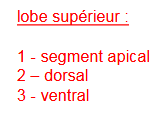 lobe supérieur :
1 - segment apical
2 – dorsal
3 - ventral